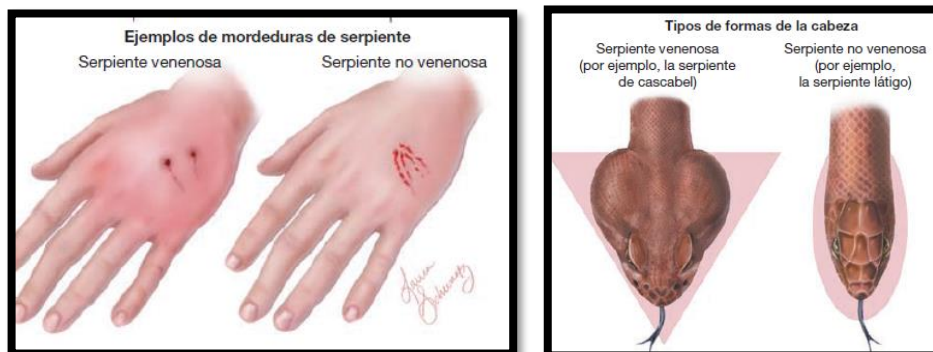 Ejemplos de mordeduras de serpiente
Serpiente venenosa
Serpiente no venenosa
Tipos de formas de la cabeza
Serpiente venenosa
(por ejemplo, la serpiente
de cascabel)
Serpiente no venenosa
(por ejemplo,
la serpiente látigo)